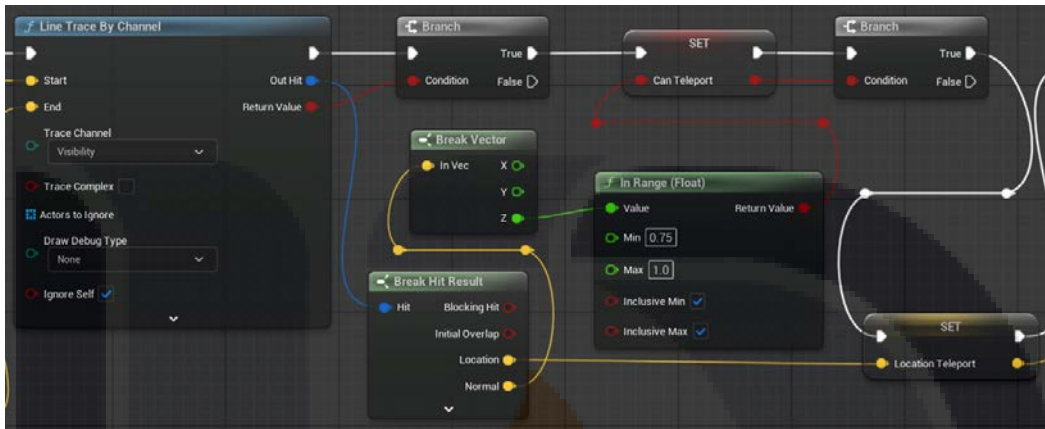 Line Trace By Channel
Start
End
Out Hit
Return Value
Trace Channel
Visibility
Trace Complex
Actors to Ignore
Draw Debug Type
None
Ignore Self
Branch
Condition
True
False
SET
Can Teleport
Branch
Condition
True
False
Break Vector
In Vec
X
Y
Z
In Range (Float)
Value
Return Value
Min 0.75
Max 1.0
Inclusive Min
Inclusive Max
Break Hit Result
Hit
Blocking Hit
Initial Overlap
Location
Normal
SET
Location Teleport